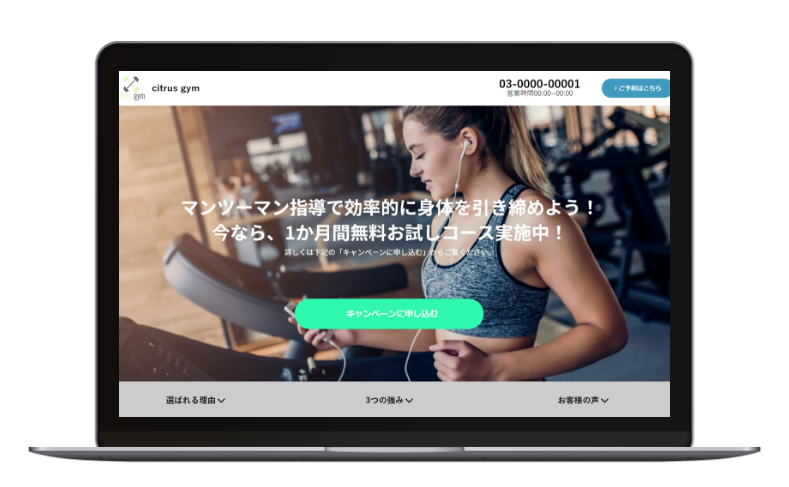 gym
citrus gym
03-0000-00001
営業時間00:00~00:00
› ご予約はこちら
マンツーマン指導で効率的に身体を引き締めよう！
今なら、1か月間無料お試しコース実施中！
詳しくは下記の「キャンペーンに申し込む」からご覧ください。
キャンペーンに申し込む
選ばれる理由
3つの強み
お客様の声